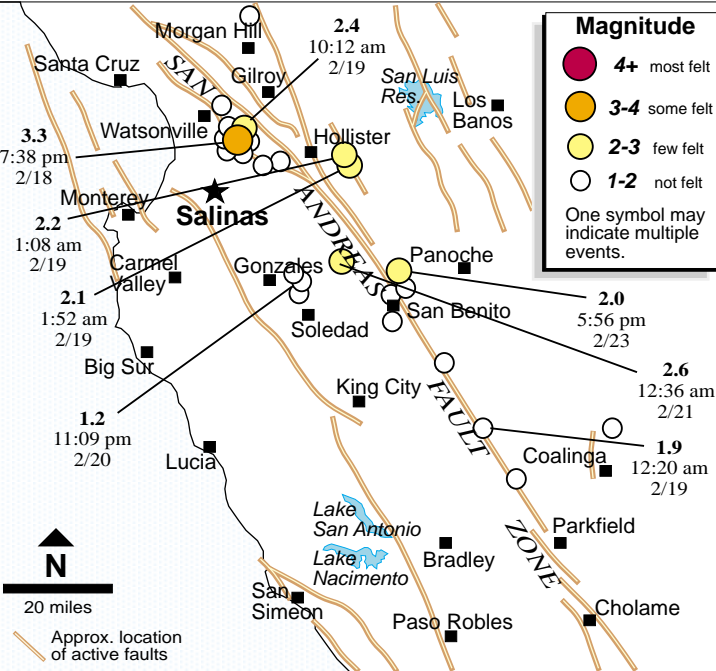 Magnitude
4+ most felt
3-4 some felt
2-3 few felt
1-2 not felt
One symbol may
indicate multiple
events.
Morgan Hill
2.4
10:12 am
2/19
Santa Cruz
SAN
Gilroy
San Luis
Res.
Los
Banos
Watsonville
Hollister
3.3
7:38 pm
2/18
Monterey
Salinas
ANDREAS
2.2
1:08 am
2/19
Carmel
Valley
Gonzales
Panoche
2.1
1:52 am
2/19
San Benito
2.0
5:56 pm
2/23
Soledad
Big Sur
2.6
12:36 am
2/21
King City
FAULT
1.2
11:09 pm
2/20
1.9
12:20 am
2/19
Lucia
Coalinga
Lake
San Antonio
ZONE
Parkfield
N
Lake
Nacimento
Bradley
20 miles
San
Simeon
Cholame
Paso Robles
Approx. location
of active faults